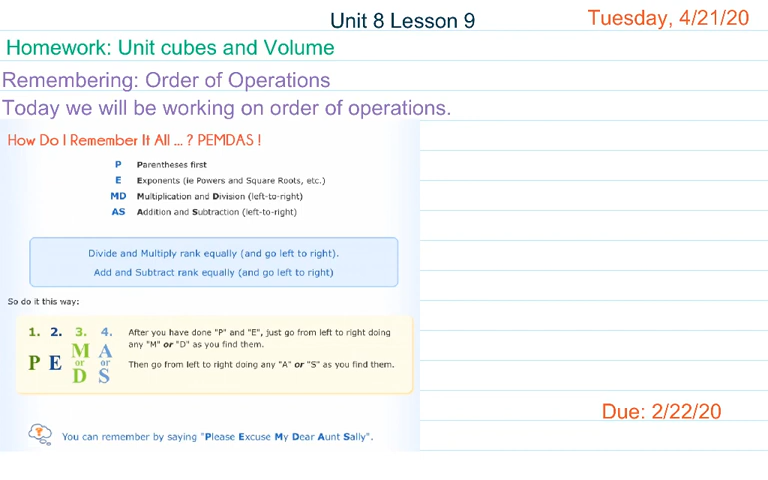 Unit 8 Lesson 9
Tuesday, 4/21/20
Homework: Unit cubes and Volume
Remembering: Order of Operations
Today we will be working on order of operations.
How Do I Remember It All ... ? PEMDAS !
P Parentheses first
E Exponents (ie Powers and Square Roots, etc.)
MD Multiplication and Division (left-to-right)
AS Addition and Subtraction (left-to-right)
Divide and Multiply rank equally (and go left to right).
Add and Subtract rank equally (and go left to right)
So do it this way:
1. 2. 3. 4.
P E M or D A or S
After you have done "P" and "E", just go from left to right doing
any "M" or "D" as you find them.
Then go from left to right doing any "A" or "S" as you find them.
Due: 2/22/20
You can remember by saying "Please Excuse My Dear Aunt Sally".